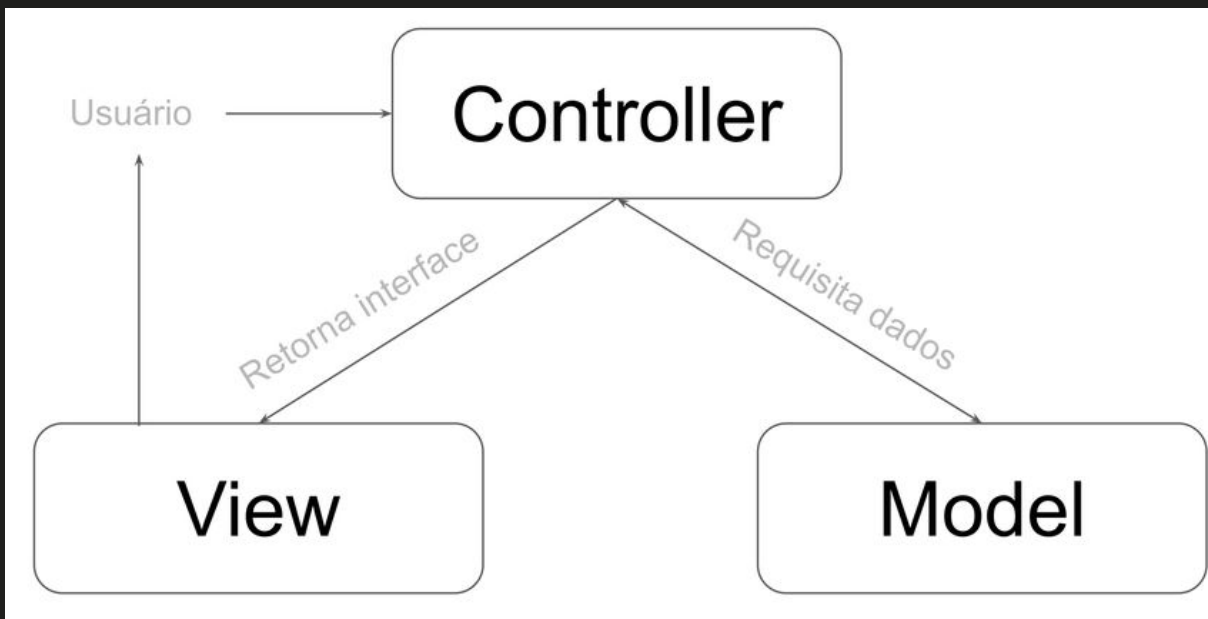 Usuário
Controller
Retorna interface
Requisita dados
View
Model